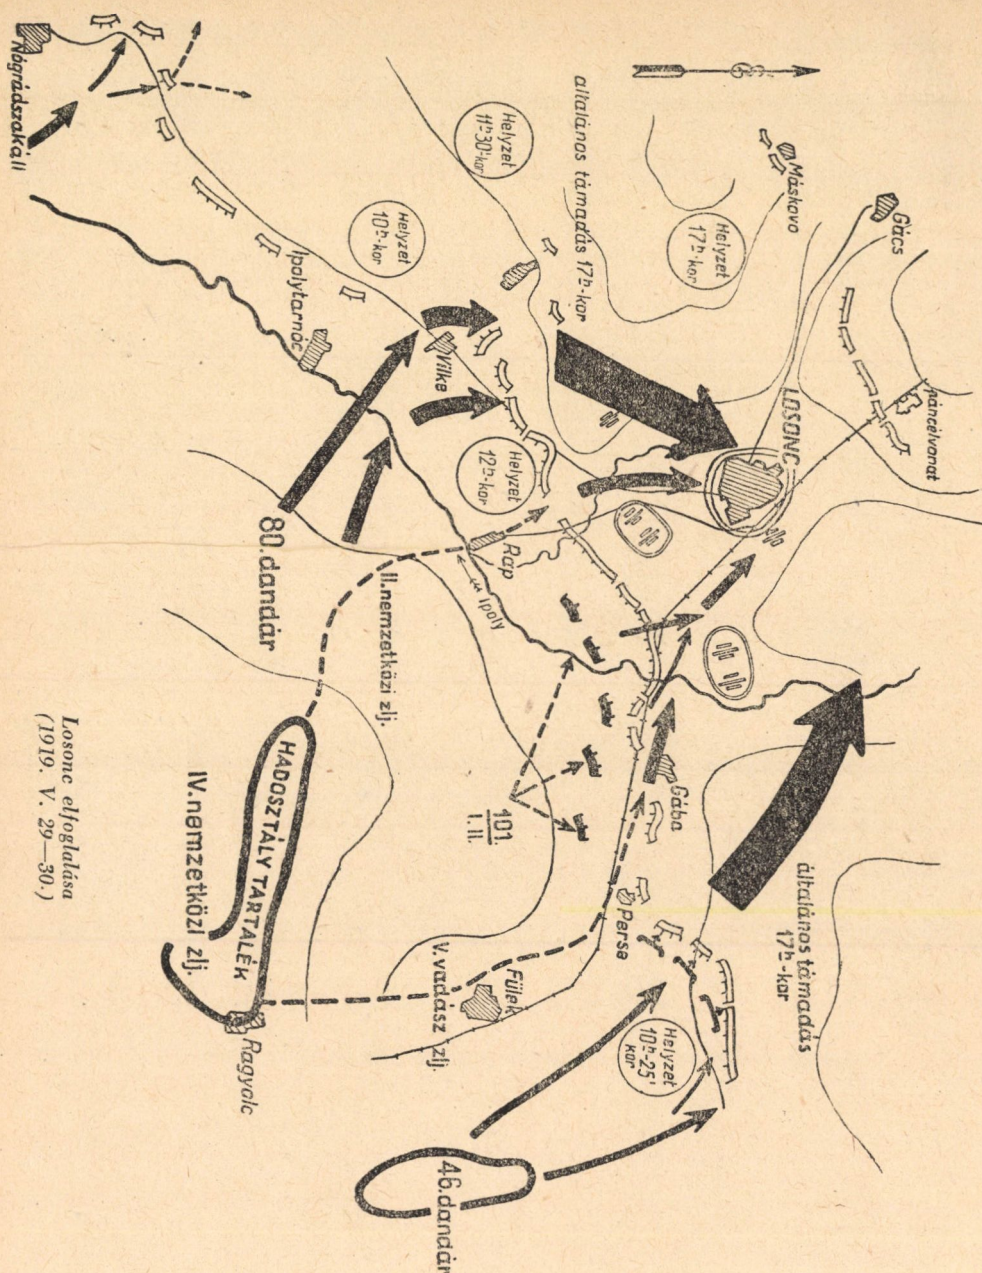 Nógrádszakáll
általános támadás 17ʰ-kor
Helyzet
11ʰ30'-kor
Máskovo
Helyzet
17ʰ-kor
Gács
Helyzet
10ʰ-kor
Ipolytarnóc
Vilke
LOSONC
páncélvonat
Helyzet
12ʰ-kor
80. dandár
Ráp
Ipoly
II. nemzetközi zlj.
HADOSZTÁLY TARTALÉK
IV. nemzetközi zlj.
101.
I. II.
Gába
Persa
általános támadás
17ʰ-kor
V. vadász zlj.
Fülek
Ragyolc
Helyzet
10ʰ-25'
kor
46. dandár
Losonc elfoglalása
(1919. V. 29—30.)